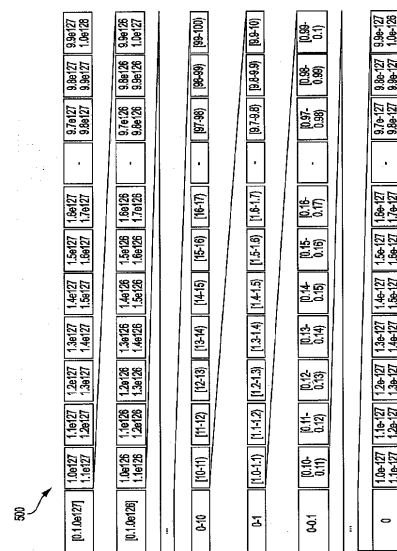 500
[0.1.0e127] 1.0e127 1.1e127 1.2e127 1.3e127 1.4e127 1.5e127 1.6e127 - 9.7e127 9.8e127 9.9e127
1.1e127 1.2e127 1.3e127 1.4e127 1.5e127 1.6e127 1.7e127 9.8e127 9.9e127 1.0e128
[0.1.0e126] 1.0e126 1.1e126 1.2e126 1.3e126 1.4e126 1.5e126 1.6e126 - 9.7e126 9.8e126 9.9e126
1.1e126 1.2e126 1.3e126 1.4e126 1.5e126 1.6e126 1.7e126 9.8e126 9.9e126 1.0e127
...
0-10 [10-11) [11-12) [12-13) [13-14) [14-15) [15-16) [16-17) - [97-98) [98-99) [99-100)
0-1 [1.0-1.1) [1.1-1.2) [1.2-1.3) [1.3-1.4) [1.4-1.5) [1.5-1.6) [1.6-1.7) - [9.7-9.8) [9.8-9.9) [9.9-10)
0-0.1 [0.10- [0.11- [0.12- [0.13- [0.14- [0.15- [0.16- - [0.97- [0.98- [0.99-
0.11) 0.12) 0.13) 0.14) 0.15) 0.16) 0.17) 0.98) 0.99) 0.1)
...
0 1.0e-127 1.1e-127 1.2e-127 1.3e-127 1.4e-127 1.5e-127 1.6e-127 - 9.7e-127 9.8e-127 9.9e-127
1.1e-127 1.2e-127 1.3e-127 1.4e-127 1.5e-127 1.6e-127 1.7e-127 9.8e-127 9.9e-127 1.0e-126